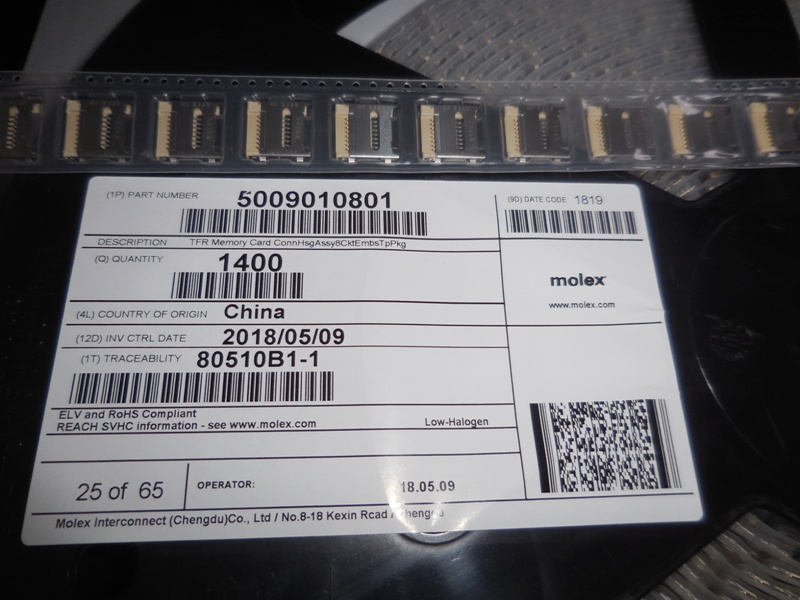 (1P) PART NUMBER 5009010801
(9D) DATE CODE 1819
DESCRIPTION TFR Memory Card ConnHsgAssy8CktEmbsTpPkg
(Q) QUANTITY 1400
molex
www.molex.com
(4L) COUNTRY OF ORIGIN China
(12D) INV CTRL DATE 2018/05/09
(1T) TRACEABILITY 80510B1-1
ELV and RoHS Compliant
REACH SVHC information - see www.molex.com
Low-Halogen
25 of 65
OPERATOR: 18.05.09
Molex Interconnect (Chengdu)Co., Ltd / No.8-18 Kexin Road / Chengdu